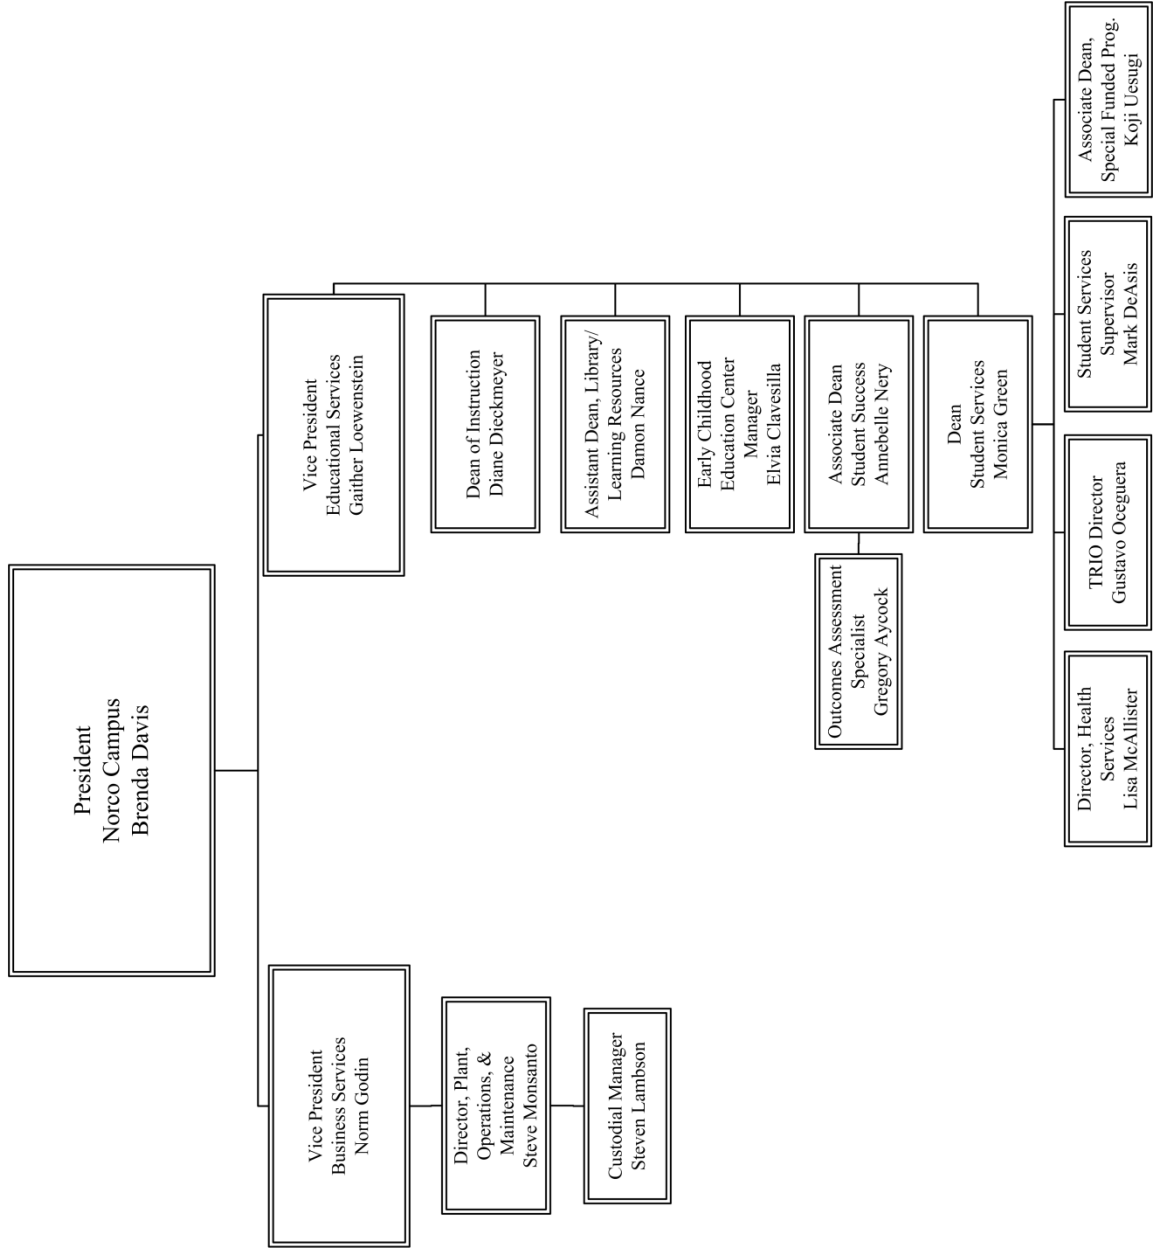 President
Norco Campus
Brenda Davis
Vice President
Business Services
Norm Godin
Vice President
Educational Services
Gaither Loewenstein
Director, Plant,
Operations, &
Maintenance
Steve Monsanto
Custodial Manager
Steven Lambson
Dean of Instruction
Diane Dieckmeyer
Assistant Dean, Library/
Learning Resources
Damon Nance
Early Childhood
Education Center
Manager
Elvia Clavesilla
Associate Dean
Student Success
Annebelle Nery
Outcomes Assessment
Specialist
Gregory Aycock
Dean
Student Services
Monica Green
Director, Health
Services
Lisa McAllister
TRIO Director
Gustavo Oceguera
Student Services
Supervisor
Mark DeAsis
Associate Dean,
Special Funded Prog.
Koji Uesugi